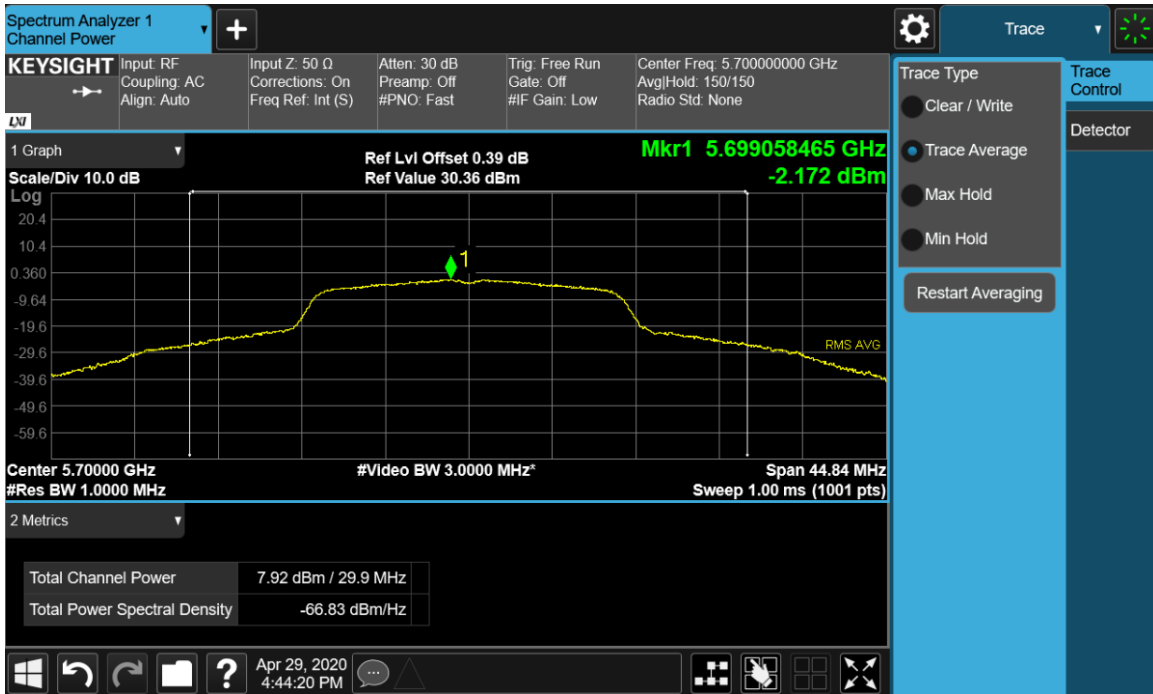 Spectrum Analyzer 1
Channel Power
+
Trace
KEYSIGHT
Input: RF
Coupling: AC
Align: Auto
Input Z: 50 Ω
Corrections: On
Freq Ref: Int (S)
Atten: 30 dB
Preamp: Off
#PNO: Fast
Trig: Free Run
Gate: Off
#IF Gain: Low
Center Freq: 5.700000000 GHz
Avg|Hold: 150/150
Radio Std: None
LXI
1 Graph
Scale/Div 10.0 dB
Ref Lvl Offset 0.39 dB
Ref Value 30.36 dBm
Mkr1 5.699058465 GHz
-2.172 dBm
Log
20.4
10.4
0.360
-9.64
-19.6
-29.6
-39.6
-49.6
-59.6
1
RMS AVG
Center 5.70000 GHz
#Res BW 1.0000 MHz
#Video BW 3.0000 MHz*
Span 44.84 MHz
Sweep 1.00 ms (1001 pts)
2 Metrics
Total Channel Power 7.92 dBm / 29.9 MHz
Total Power Spectral Density -66.83 dBm/Hz
?
Apr 29, 2020
4:44:20 PM
Trace Type
Clear / Write
Trace Average
Max Hold
Min Hold
Restart Averaging
Trace
Control
Detector